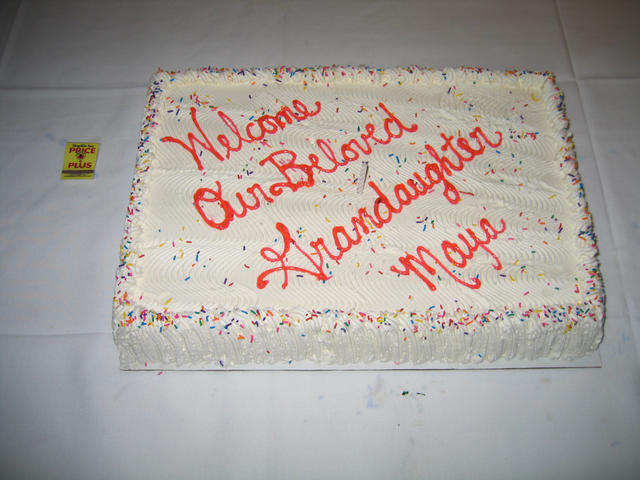 Welcome
Our Beloved
Grandaughter
Maya
PRICE
PLUS